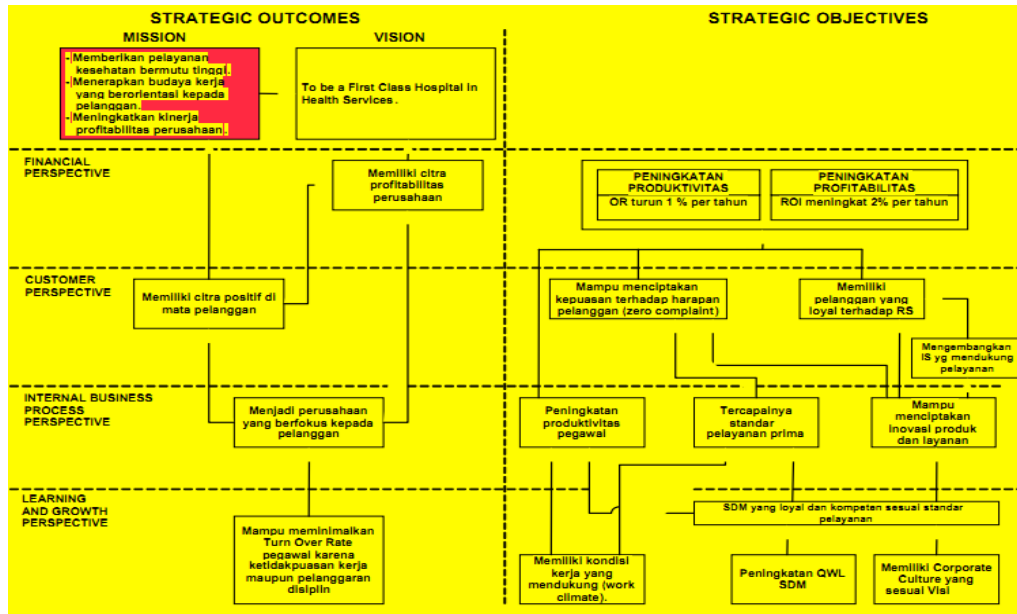 STRATEGIC OUTCOMES
STRATEGIC OBJECTIVES
MISSION
VISION
-Memberikan pelayanan
kesehatan bermutu tinggi.
-Menerapkan budaya kerja
yang berorientasi kepada
pelanggan.
-Meningkatkan kinerja
profitabilitas perusahaan.
To be a First Class Hospital in
Health Services.
FINANCIAL
PERSPECTIVE
Memiliki citra
profitabilitas
perusahaan
PENINGKATAN
PRODUKTIVITAS
OR turun 1 % per tahun
PENINGKATAN
PROFITABILITAS
ROI meningkat 2% per tahun
CUSTOMER
PERSPECTIVE
Memiliki citra positif di
mata pelanggan
Mampu menciptakan
kepuasan terhadap harapan
pelanggan (zero complaint)
Memiliki
pelanggan yang
loyal terhadap RS
Mengembangkan
IS yg mendukung
pelayanan
INTERNAL BUSINESS
PROCESS
PERSPECTIVE
Menjadi perusahaan
yang berfokus kepada
pelanggan
Peningkatan
produktivitas
pegawai
Tercapainya
standar
pelayanan prima
Mampu
menciptakan
inovasi produk
dan layanan
LEARNING
AND GROWTH
PERSPECTIVE
Mampu meminimalkan
Turn Over Rate
pegawai karena
ketidakpuasan kerja
maupun pelanggaran
disiplin
SDM yang loyal dan kompeten sesuai standar
pelayanan
Memiliki kondisi
kerja yang
mendukung (work
climate).
Peningkatan QWL
SDM
Memiliki Corporate
Culture yang
sesuai Visi